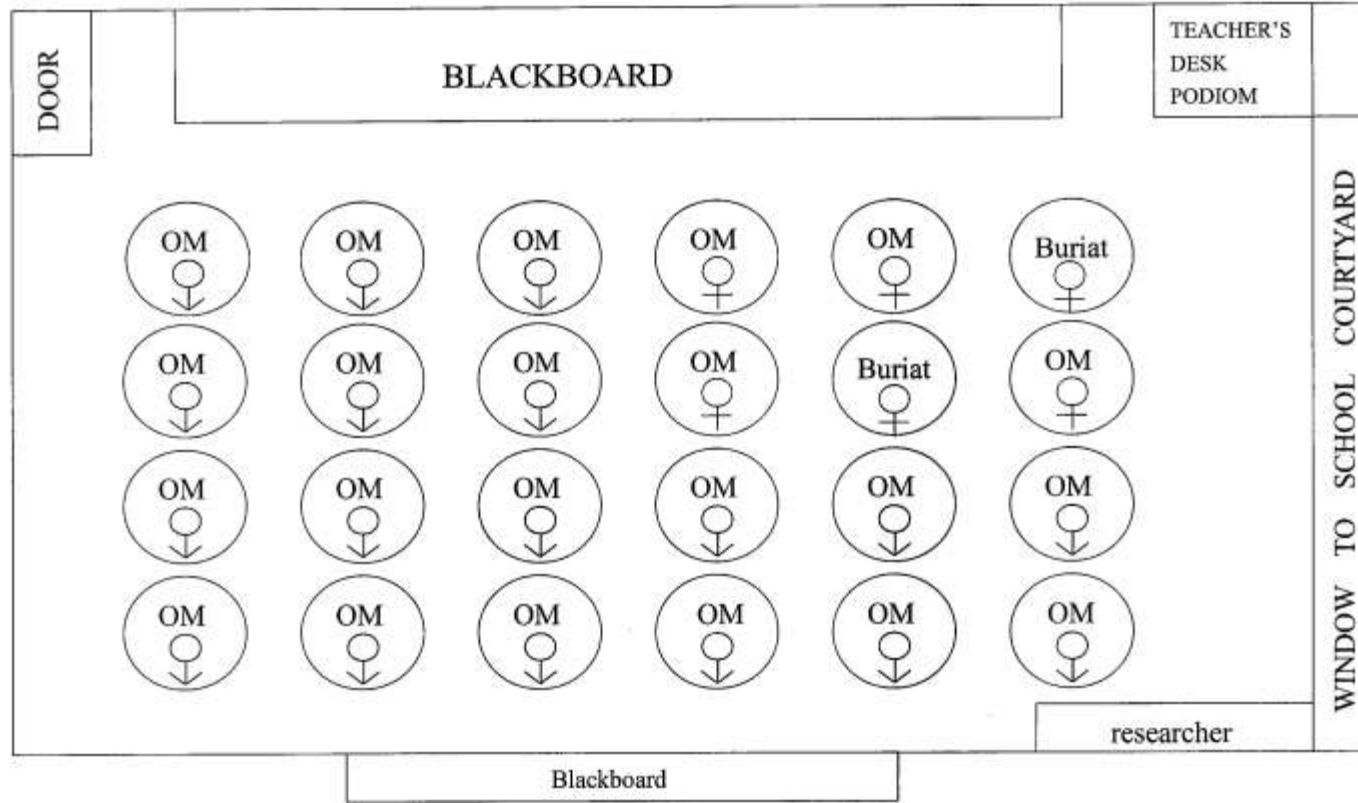 DOOR
BLACKBOARD
TEACHER'S
DESK
PODIOM
WINDOW TO SCHOOL COURTYARD
OM OM OM OM OM Buriat
OM OM OM OM Buriat OM
OM OM OM OM OM OM
OM OM OM OM OM OM
researcher
Blackboard